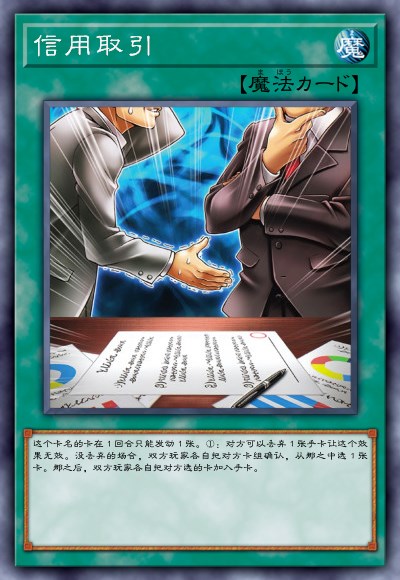 信用取引
魔
【魔法カード】
ま ほう
这个卡名的卡在1回合只能发动1张。①：对方可以丢弃1张手卡让这个效
果无效。没丢弃的场合，双方玩家各自把对方卡组确认，从那之中选1张
卡。那之后，双方玩家各自把对方选的卡加入手卡。